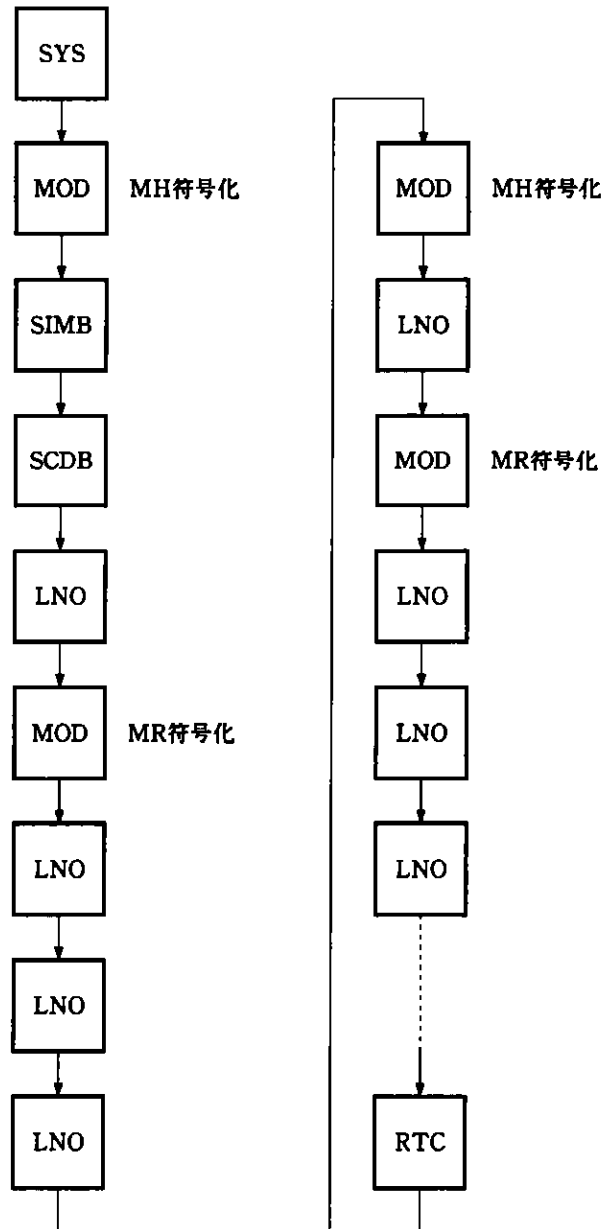 SYS
MOD MH符号化
SIMB
SCDB
LNO
MOD MR符号化
LNO
LNO
LNO
MOD MH符号化
LNO
MOD MR符号化
LNO
LNO
LNO
RTC